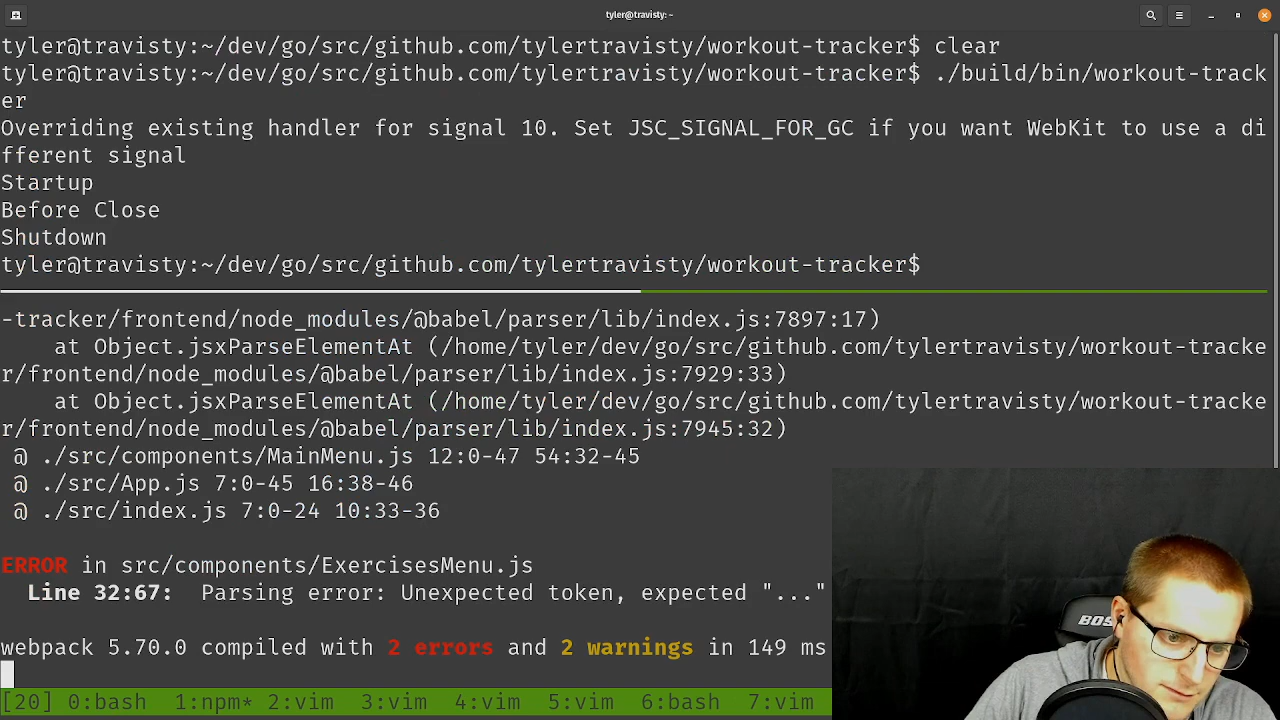 tyler@travisty: ~
tyler@travisty:~/dev/go/src/github.com/tylertravisty/workout-tracker$ clear
tyler@travisty:~/dev/go/src/github.com/tylertravisty/workout-tracker$ ./build/bin/workout-track
er
Overriding existing handler for signal 10. Set JSC_SIGNAL_FOR_GC if you want WebKit to use a di
fferent signal
Startup
Before Close
Shutdown
tyler@travisty:~/dev/go/src/github.com/tylertravisty/workout-tracker$
-tracker/frontend/node_modules/@babel/parser/lib/index.js:7897:17)
at Object.jsxParseElementAt (/home/tyler/dev/go/src/github.com/tylertravisty/workout-tracke
r/frontend/node_modules/@babel/parser/lib/index.js:7929:33)
at Object.jsxParseElementAt (/home/tyler/dev/go/src/github.com/tylertravisty/workout-tracke
r/frontend/node_modules/@babel/parser/lib/index.js:7945:32)
@ ./src/components/MainMenu.js 12:0-47 54:32-45
@ ./src/App.js 7:0-45 16:38-46
@ ./src/index.js 7:0-24 10:33-36
ERROR in src/components/ExercisesMenu.js
Line 32:67:  Parsing error: Unexpected token, expected "..."
webpack 5.70.0 compiled with 2 errors and 2 warnings in 149 ms
[20] 0:bash  1:npm* 2:vim  3:vim  4:vim  5:vim  6:bash  7:vim